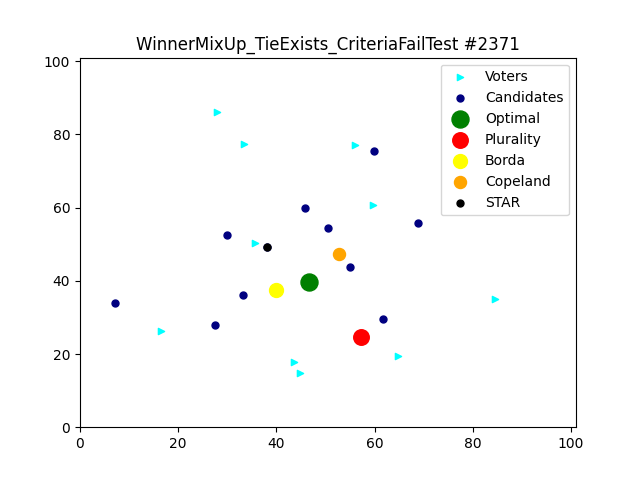 WinnerMixUp_TieExists_CriteriaFailTest #2371
Voters
Candidates
Optimal
Plurality
Borda
Copeland
STAR
100
80
60
40
20
0
0 20 40 60 80 100